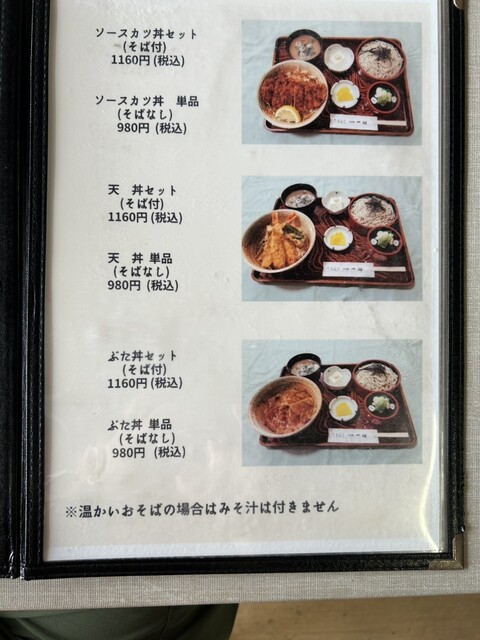 ソースカツ丼セット
(そば付)
1160円(税込)
ソースカツ丼 単品
(そばなし)
980円 (税込)
天 丼セット
(そば付)
1160円(税込)
天 丼 単品
(そばなし)
980円 (税込)
ぶた丼セット
(そば付)
1160円(税込)
ぶた丼 単品
(そばなし)
980円 (税込)
※温かいおそばの場合はみそ汁は付きません